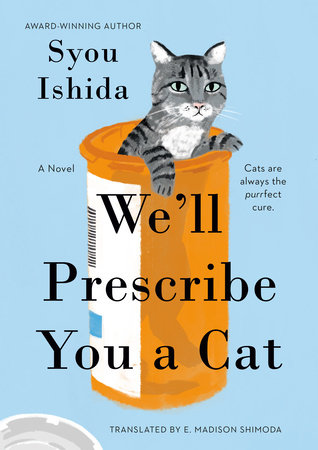 AWARD-WINNING AUTHOR
Syou
Ishida
A Novel
Cats are
always the
purrfect
cure.
We'll
Prescribe
You a Cat
TRANSLATED BY E. MADISON SHIMODA